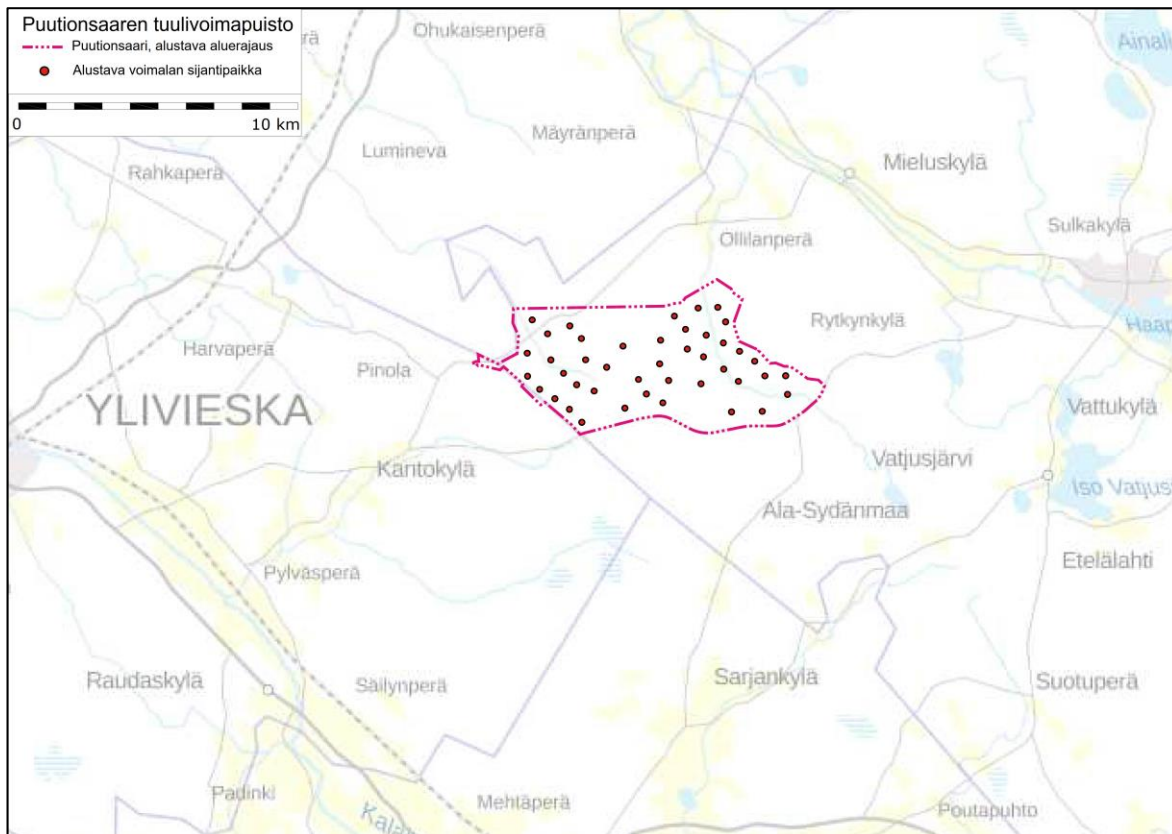 Puutionsaaren tuulivoimapuisto
Puutionsaari, alustava aluerajaus
Alustava voimalan sijantipaikka
0 10 km
Ohukaisenperä
Mäyränperä
Lumineva
Rahkaperä
Mieluskylä
Sulkakylä
Ollilanperä
Rytkynkylä
Harvaperä
Pinola
YLIVIESKA
Vattukylä
Kantokylä
Vatjusjärvi
Ala-Sydänmaa
Etelälahti
Pylväsperä
Raudaskylä
Säilynperä
Sarjankylä
Suotuperä
Padinki
Mehtäperä
Poutapuhto